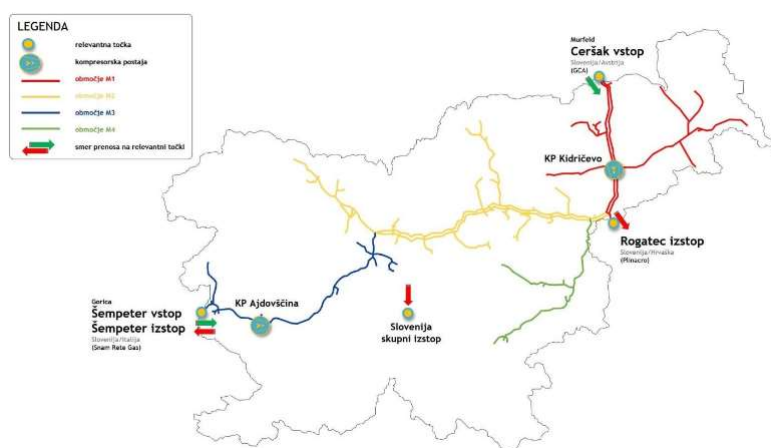 LEGENDA
relevantna točka
kompresorska postaja
območje M1
območje M2
območje M3
območje M4
smer prenosa na relevantni točki
Murfeld
Ceršak vstop
Slovenija/Avstrija
(GCA)
KP Kidričevo
Rogatec izstop
Slovenija/Hrvaška
(Plinacro)
Gorica
Šempeter vstop
Šempeter izstop
Slovenija/Italija
(Snam Rete Gas)
KP Ajdovščina
Slovenija
skupni izstop